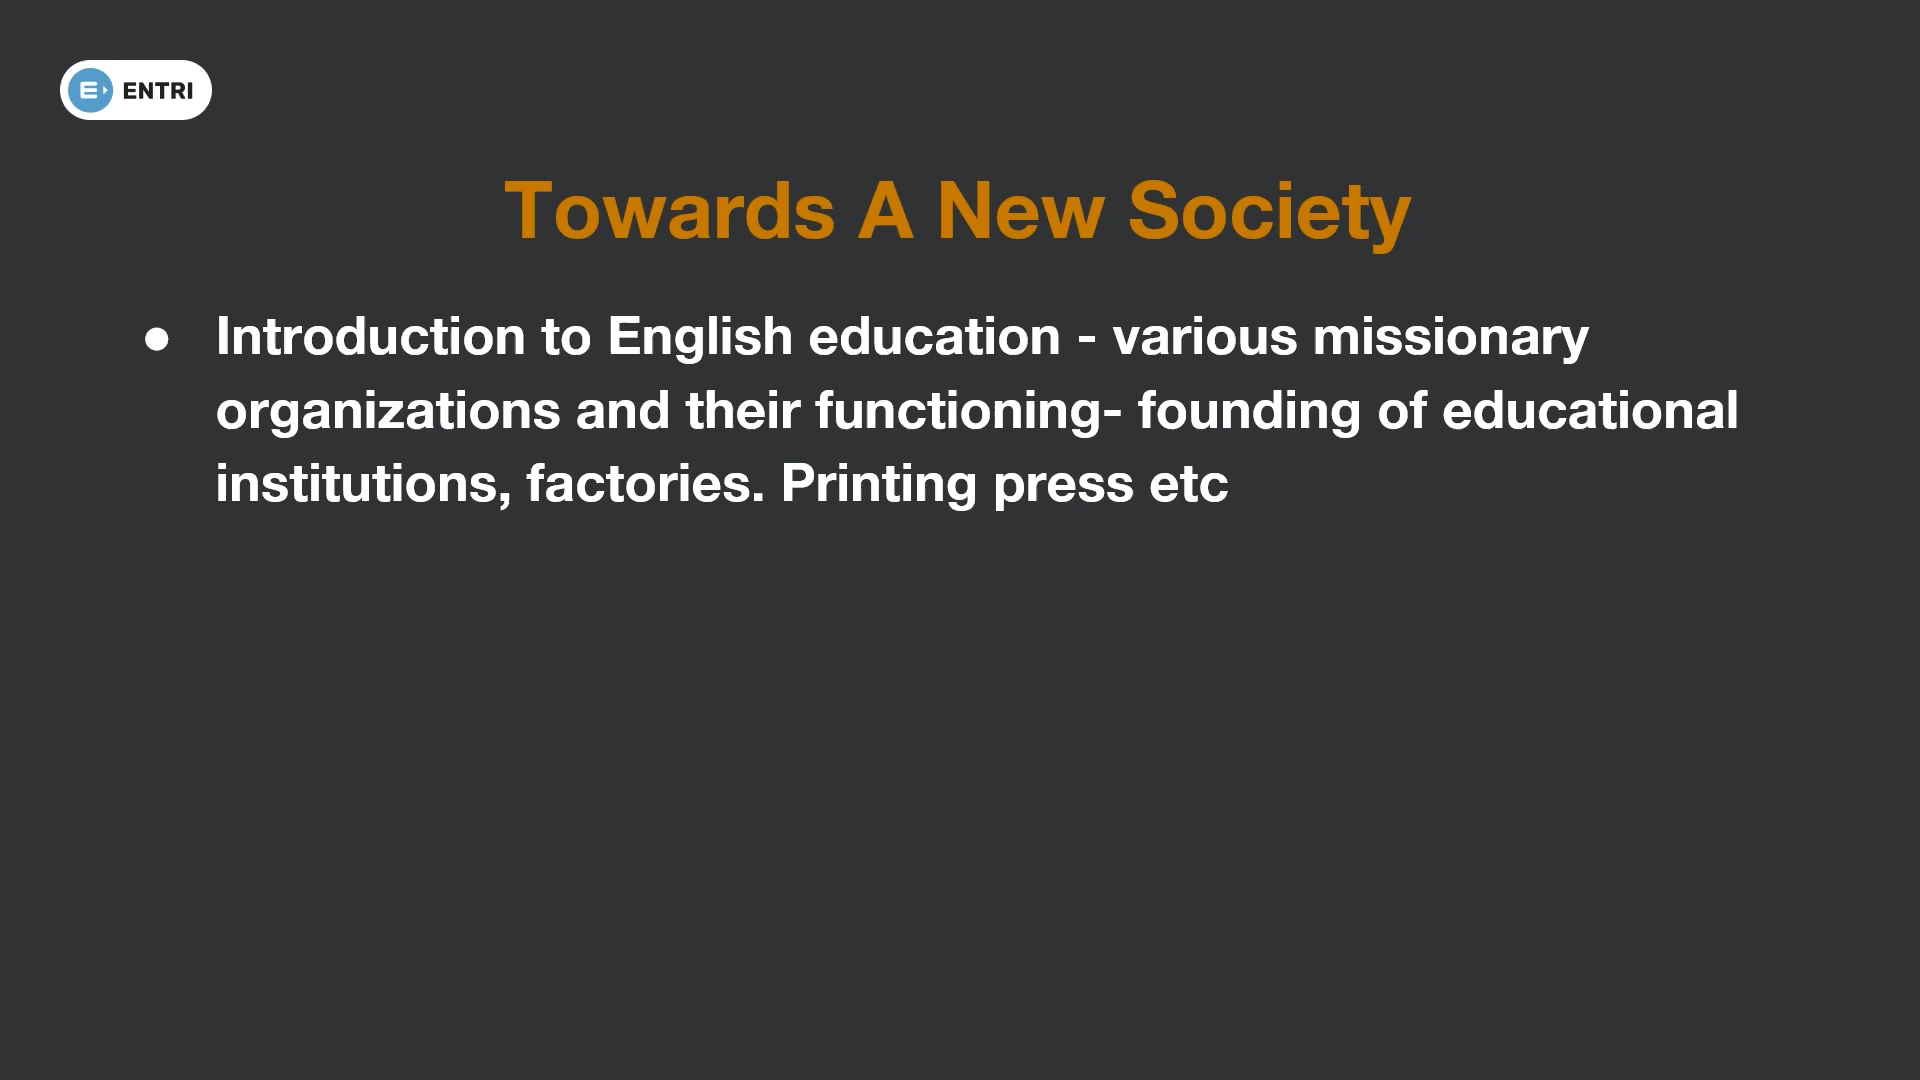 ENTRI
Towards A New Society
● Introduction to English education - various missionary
organizations and their functioning- founding of educational
institutions, factories. Printing press etc